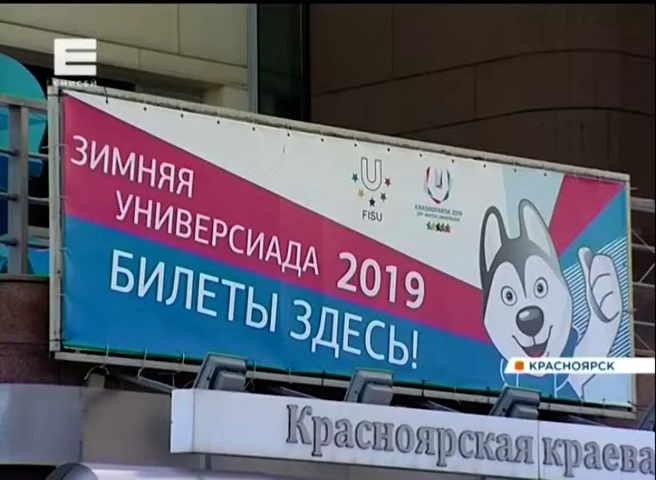 ЕНИСЕЙ
ЗИМНЯЯ
УНИВЕРСИАДА 2019
БИЛЕТЫ ЗДЕСЬ!
FISU
KRASNOYARSK 2019
КРАСНОЯРСК
Красноярская краева